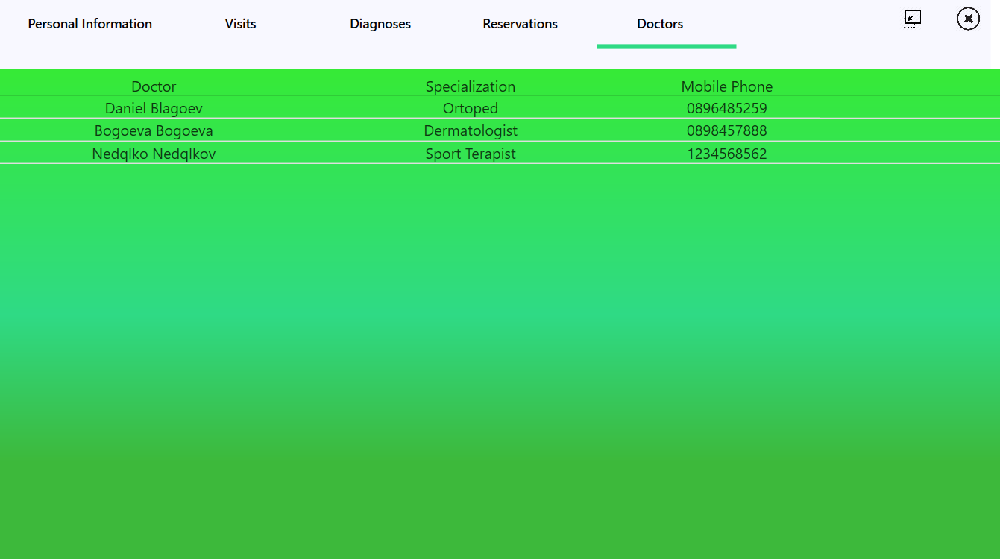 Personal Information Visits Diagnoses Reservations Doctors
Doctor Specialization Mobile Phone
Daniel Blagoev Ortoped 0896485259
Bogoeva Bogoeva Dermatologist 0898457888
Nedqlko Nedqlkov Sport Terapist 1234568562